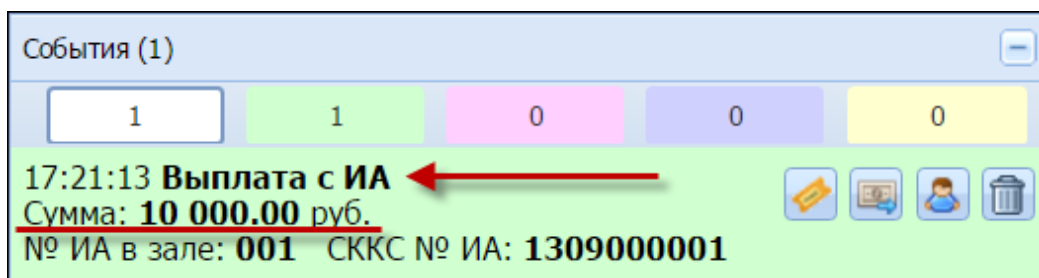 События (1)
1 1 0 0 0
17:21:13 Выплата с ИА
Сумма: 10 000.00 руб.
№ ИА в зале: 001 СККС № ИА: 1309000001